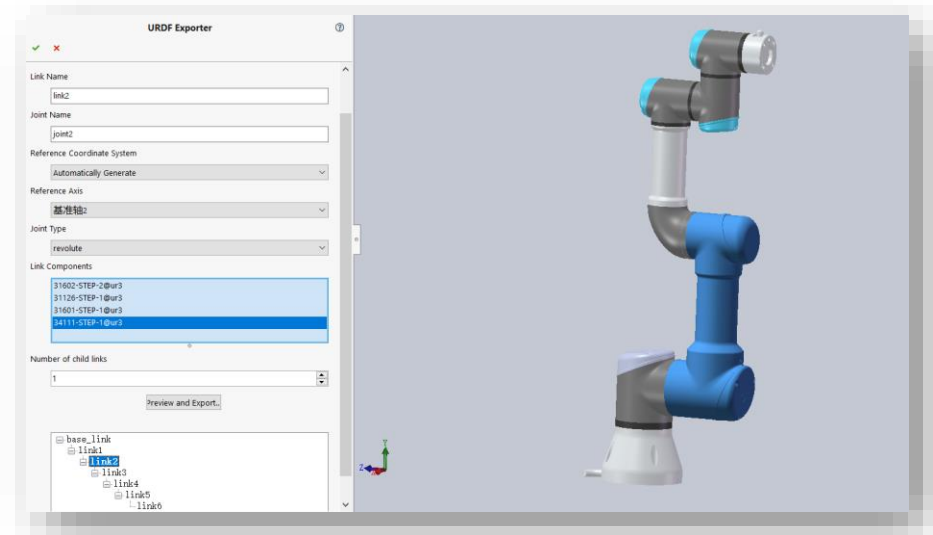 URDF Exporter
Link Name
link2
Joint Name
joint2
Reference Coordinate System
Automatically Generate
Reference Axis
基准轴2
Joint Type
revolute
Link Components
31602-STEP-2@ur3
31126-STEP-1@ur3
31601-STEP-1@ur3
34111-STEP-1@ur3
Number of child links
1
Preview and Export..
base_link
link1
link2
link3
link4
link5
link6
Y
Z